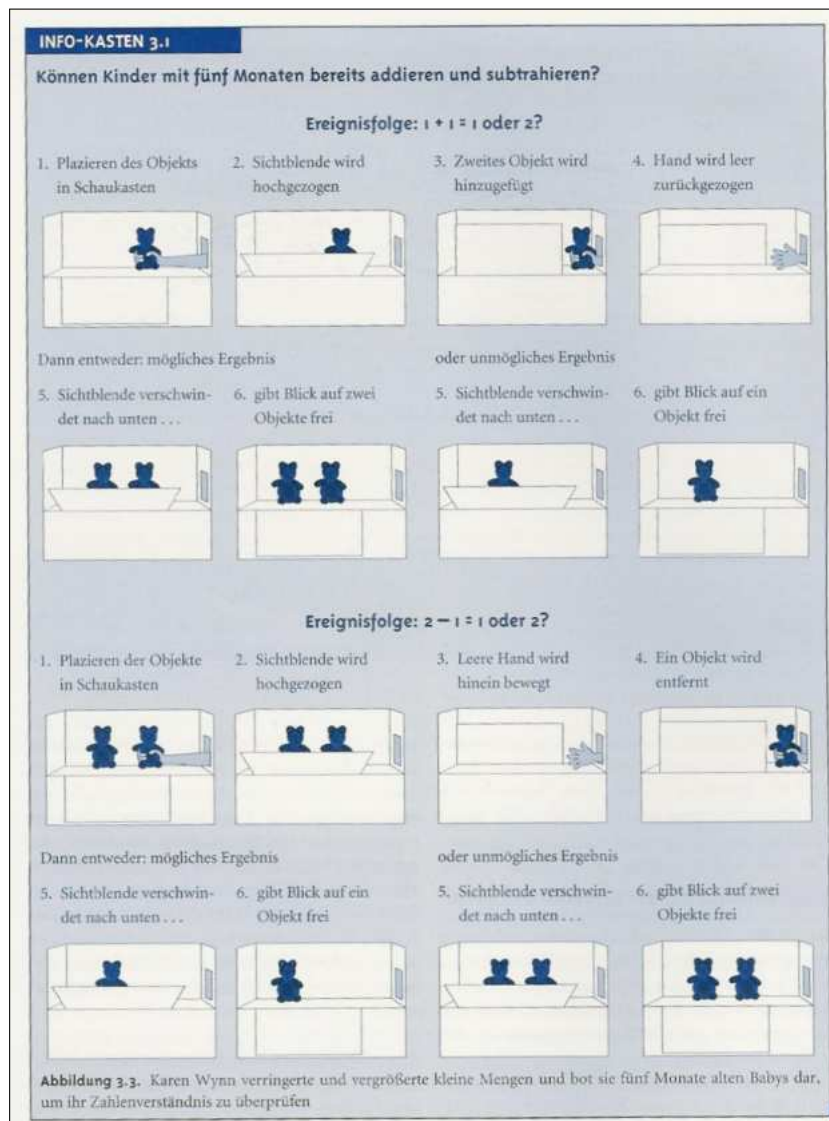 INFO-KASTEN 3.1
Können Kinder mit fünf Monaten bereits addieren und subtrahieren?
Ereignisfolge: 1 + 1 = 1 oder 2?
1. Plazieren des Objekts
in Schaukasten
2. Sichtblende wird
hochgezogen
3. Zweites Objekt wird
hinzugefügt
4. Hand wird leer
zurückgezogen
Dann entweder: mögliches Ergebnis
oder unmögliches Ergebnis
5. Sichtblende verschwin-
det nach unten . . .
6. gibt Blick auf zwei
Objekte frei
5. Sichtblende verschwin-
det nach unten . . .
6. gibt Blick auf ein
Objekt frei
Ereignisfolge: 2 – 1 = 1 oder 2?
1. Plazieren der Objekte
in Schaukasten
2. Sichtblende wird
hochgezogen
3. Leere Hand wird
hinein bewegt
4. Ein Objekt wird
entfernt
Dann entweder: mögliches Ergebnis
oder unmögliches Ergebnis
5. Sichtblende verschwin-
det nach unten . . .
6. gibt Blick auf ein
Objekt frei
5. Sichtblende verschwin-
det nach unten . . .
6. gibt Blick auf zwei
Objekte frei
Abbildung 3.3. Karen Wynn verringerte und vergrößerte kleine Mengen und bot sie fünf Monate alten Babys dar,
um ihr Zahlenverständnis zu überprüfen